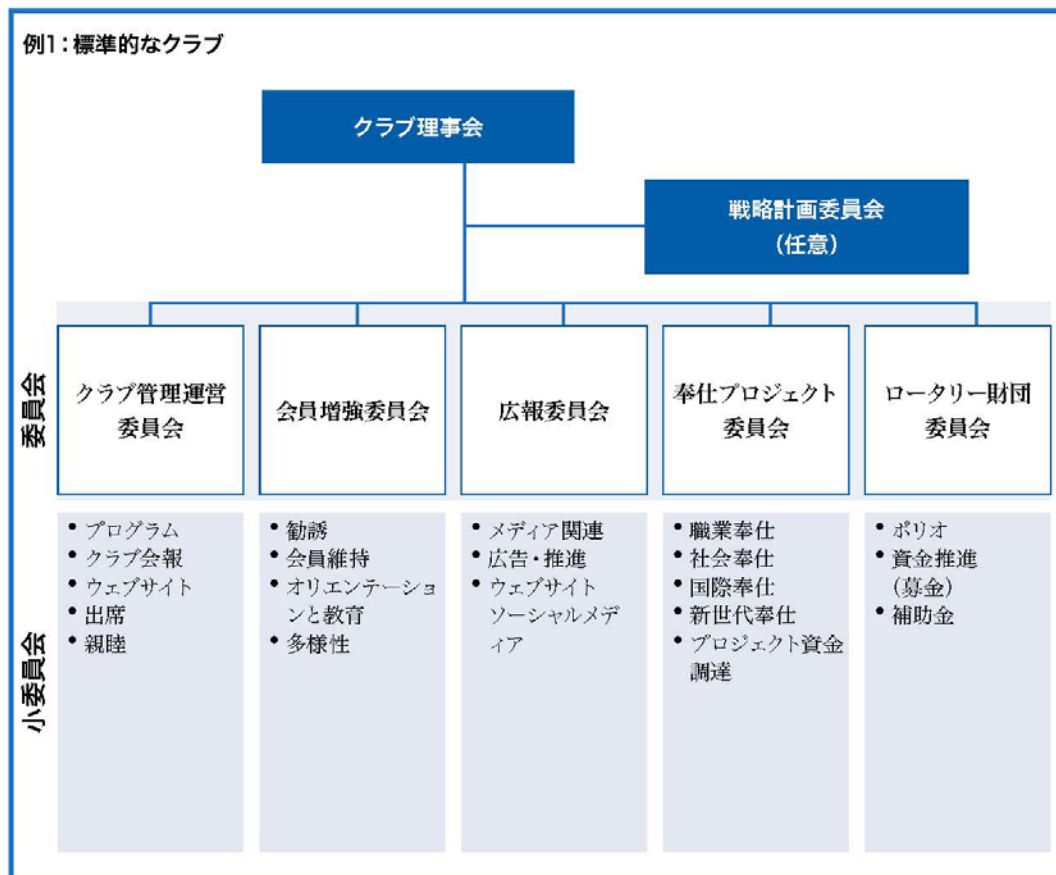 例1：標準的なクラブ
クラブ理事会
戦略計画委員会
（任意）
委員会
クラブ管理運営
委員会
会員増強委員会
広報委員会
奉仕プロジェクト
委員会
ロータリー財団
委員会
小委員会
• プログラム
• クラブ会報
• ウェブサイト
• 出席
• 親睦
• 勧誘
• 会員維持
• オリエンテーショ
ンと教育
• 多様性
• メディア関連
• 広告・推進
• ウェブサイト
ソーシャルメデ
ィア
• 職業奉仕
• 社会奉仕
• 国際奉仕
• 新世代奉仕
• プロジェクト資金
調達
• ポリオ
• 資金推進
（募金）
• 補助金